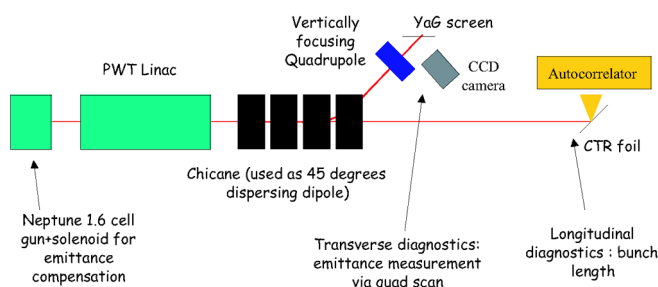 Vertically
focusing
Quadrupole
YaG screen
PWT Linac
CCD
camera
Autocorrelator
CTR foil
Chicane (used as 45 degrees
dispersing dipole)
Neptune 1.6 cell
gun+solenoid for
emittance
compensation
Transverse diagnostics:
emittance measurement
via quad scan
Longitudinal
diagnostics : bunch
length